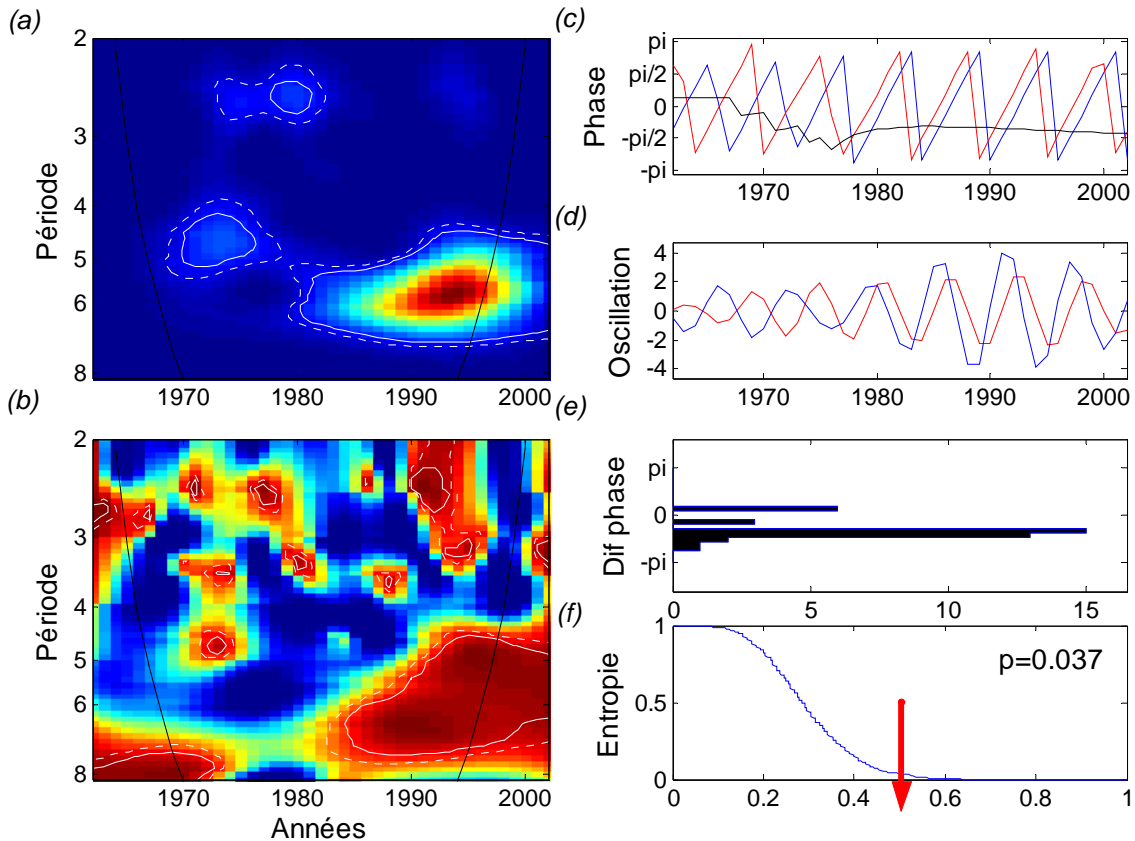 (a)
2
3
4
5
6
8
Période
1970
1980
1990
2000
(b)
2
3
4
5
6
8
Période
1970
1980
1990
2000
Années
(c)
pi
pi/2
0
-pi/2
-pi
Phase
1970
1980
1990
2000
(d)
4
2
0
-2
-4
Oscillation
1970
1980
1990
2000
(e)
pi
0
-pi
Dif phase
0
5
10
15
(f)
1
0.5
0
Entropie
p=0.037
0
0.2
0.4
0.6
0.8
1